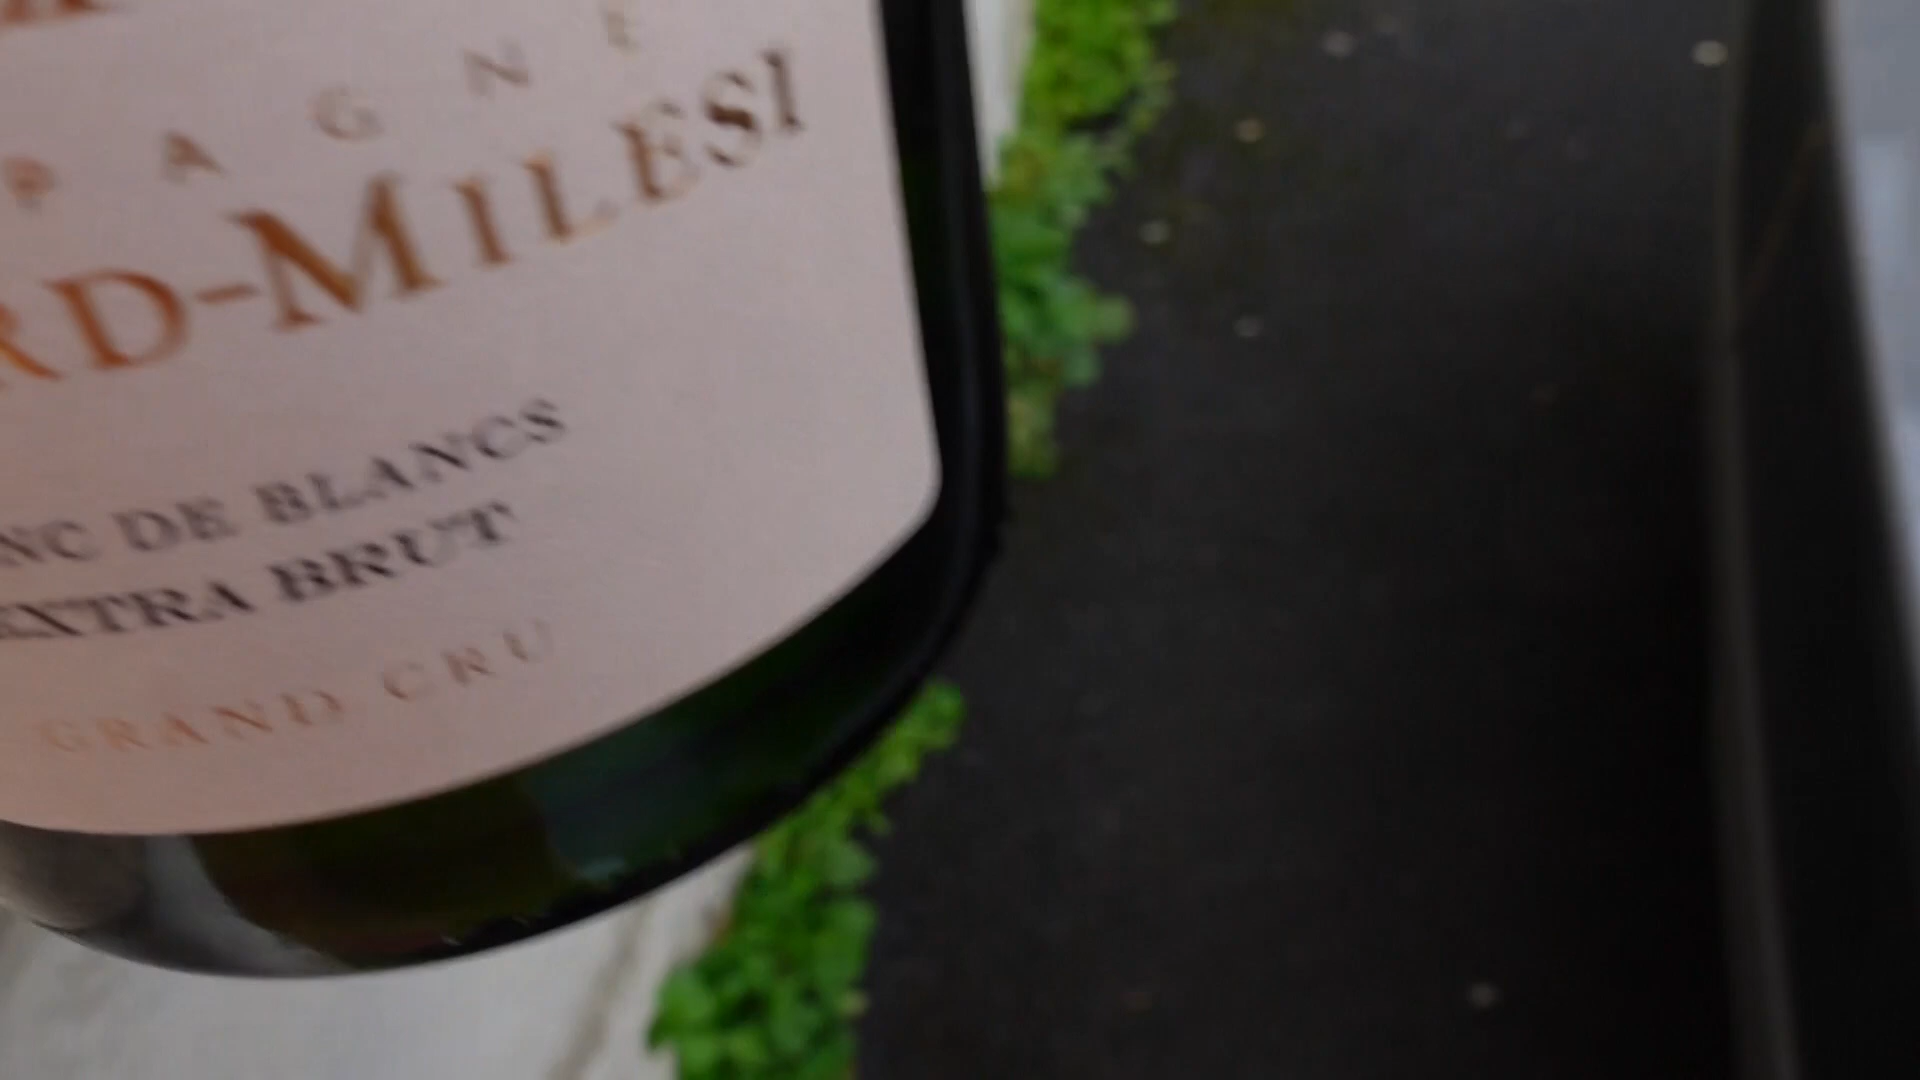 PAGNE
RD-MILESI
NC DE BLANCS
EXTRA BRUT
GRAND CRU